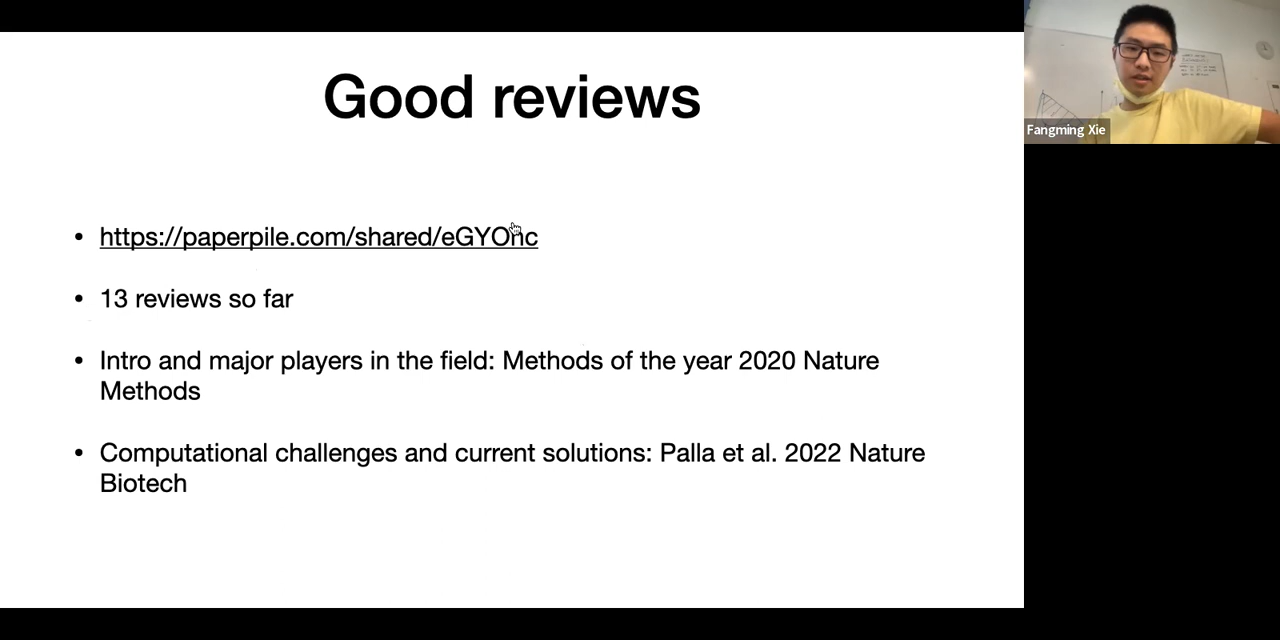 Good reviews
• https://paperpile.com/shared/eGYOnc
• 13 reviews so far
• Intro and major players in the field: Methods of the year 2020 Nature
Methods
• Computational challenges and current solutions: Palla et al. 2022 Nature
Biotech
Fangming Xie